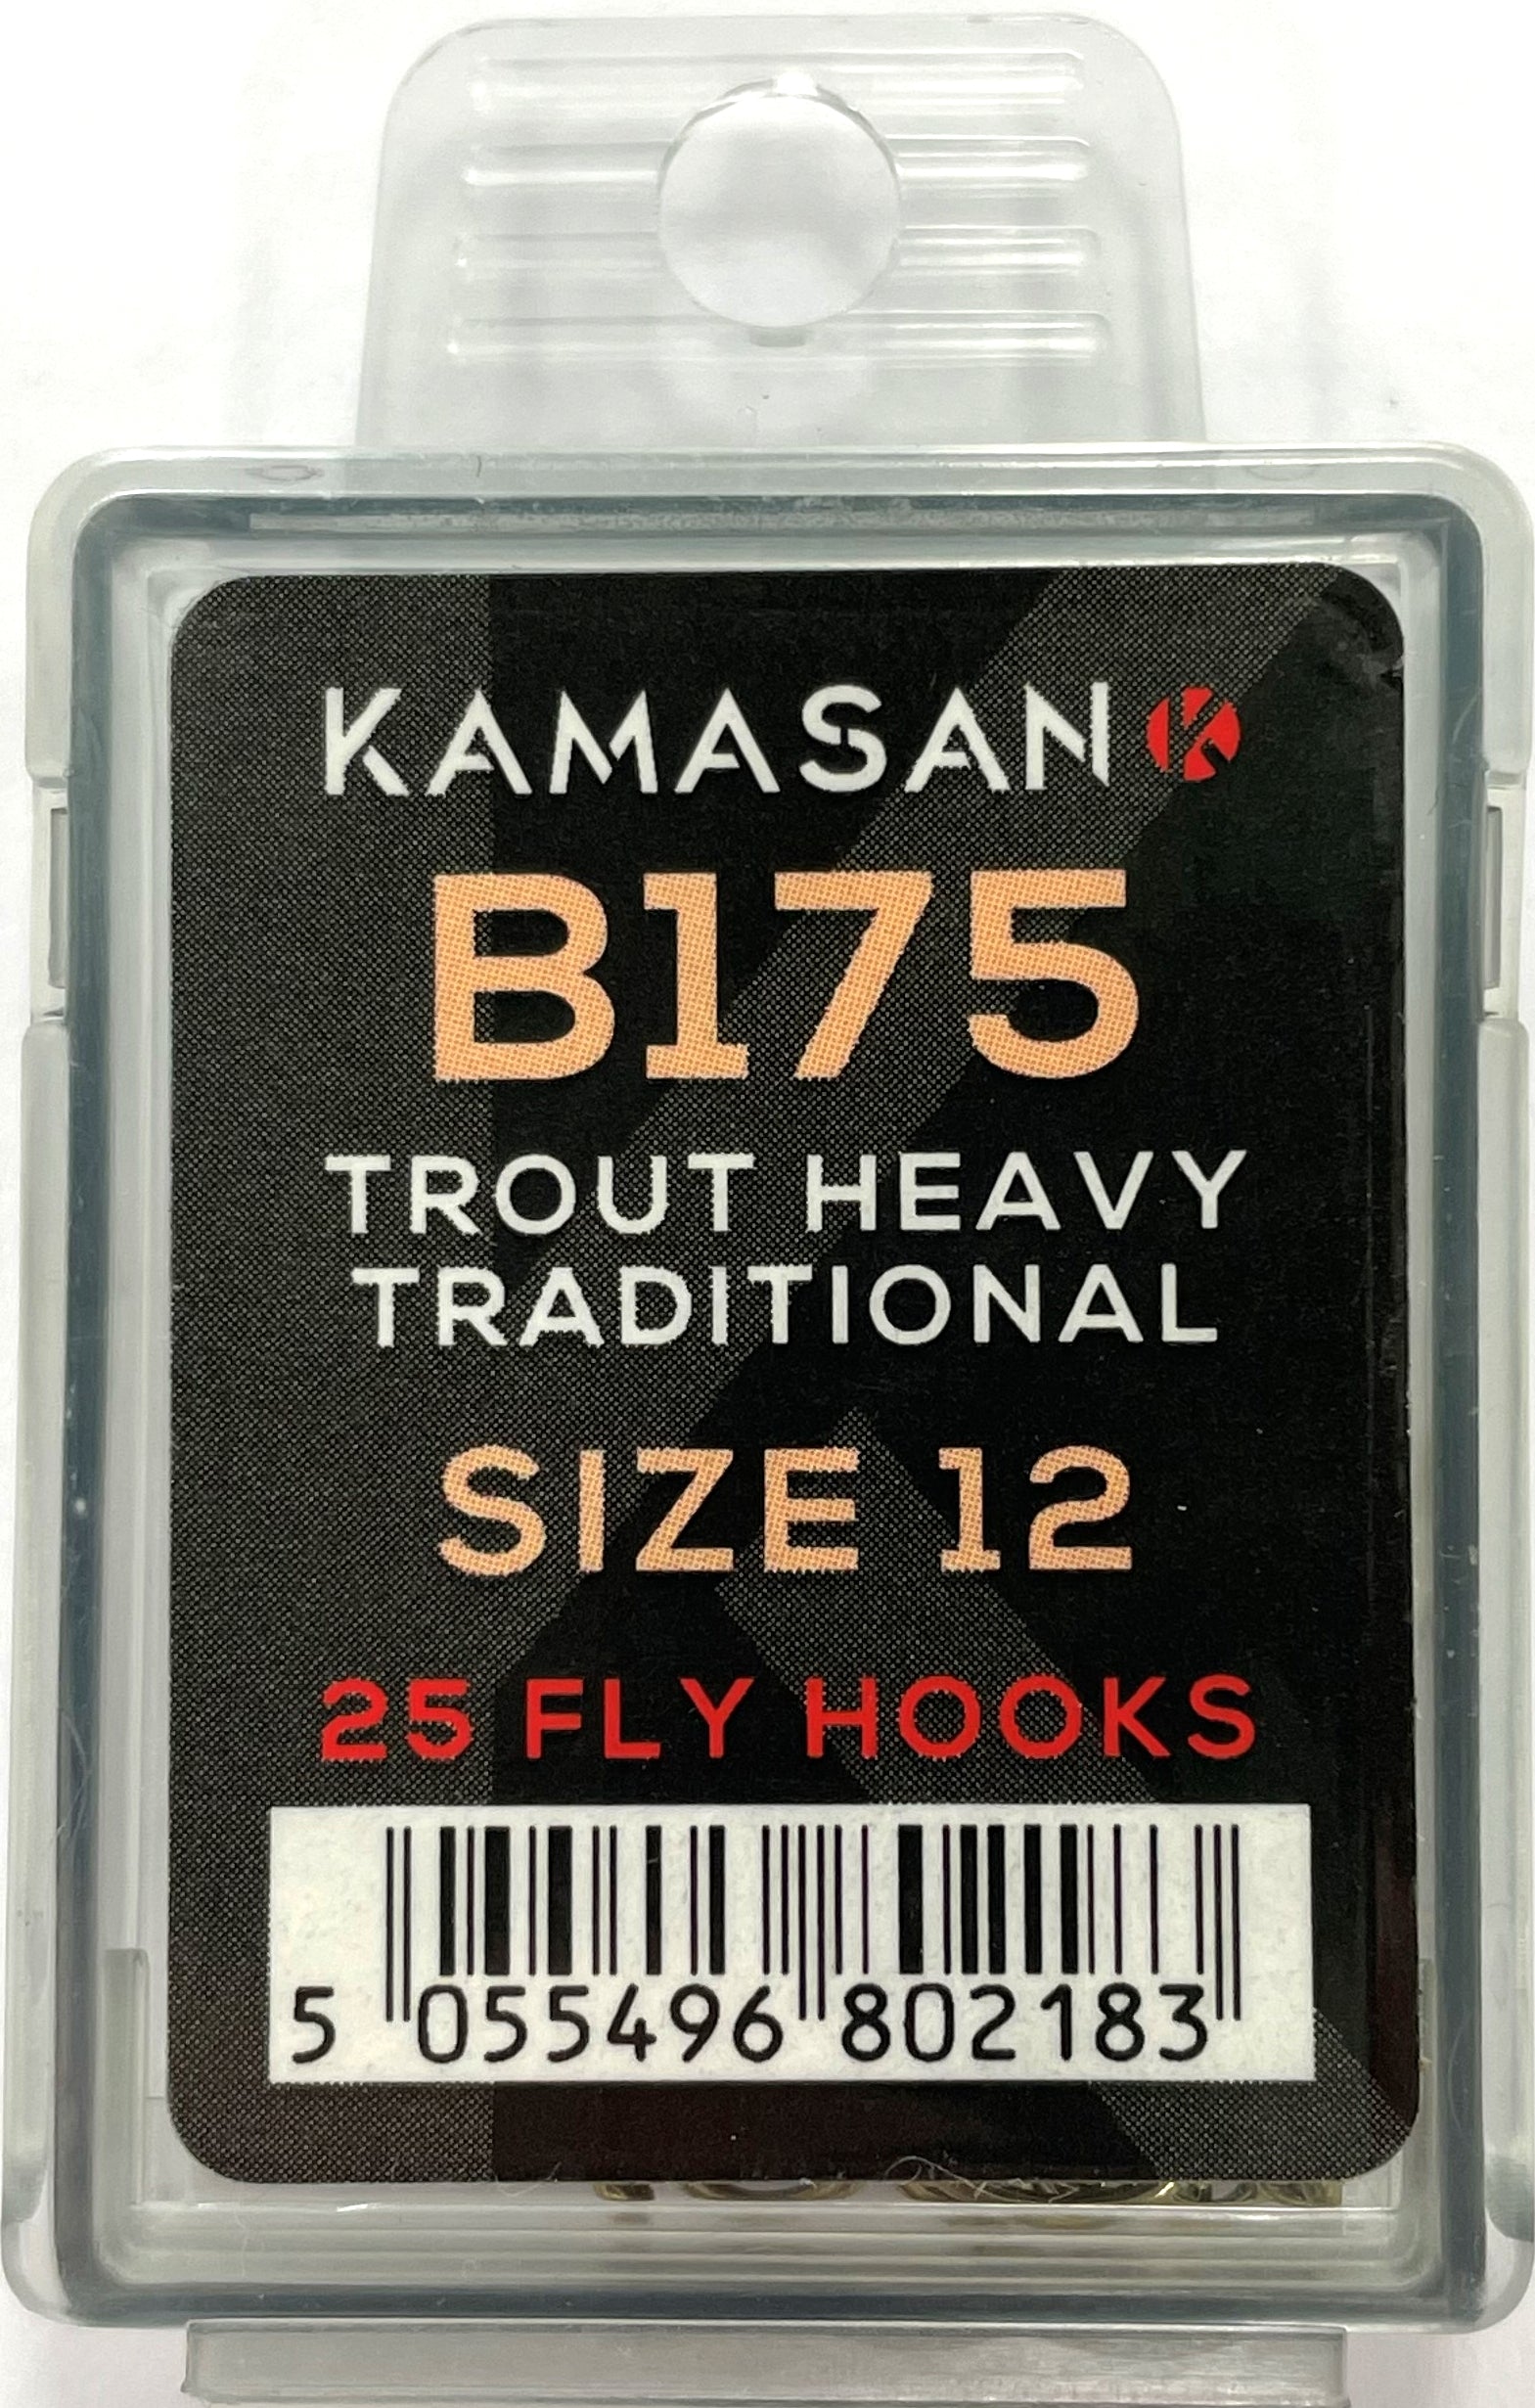 KAMASAN
B175
TROUT HEAVY
TRADITIONAL
SIZE 12
25 FLY HOOKS
5 055496 802183